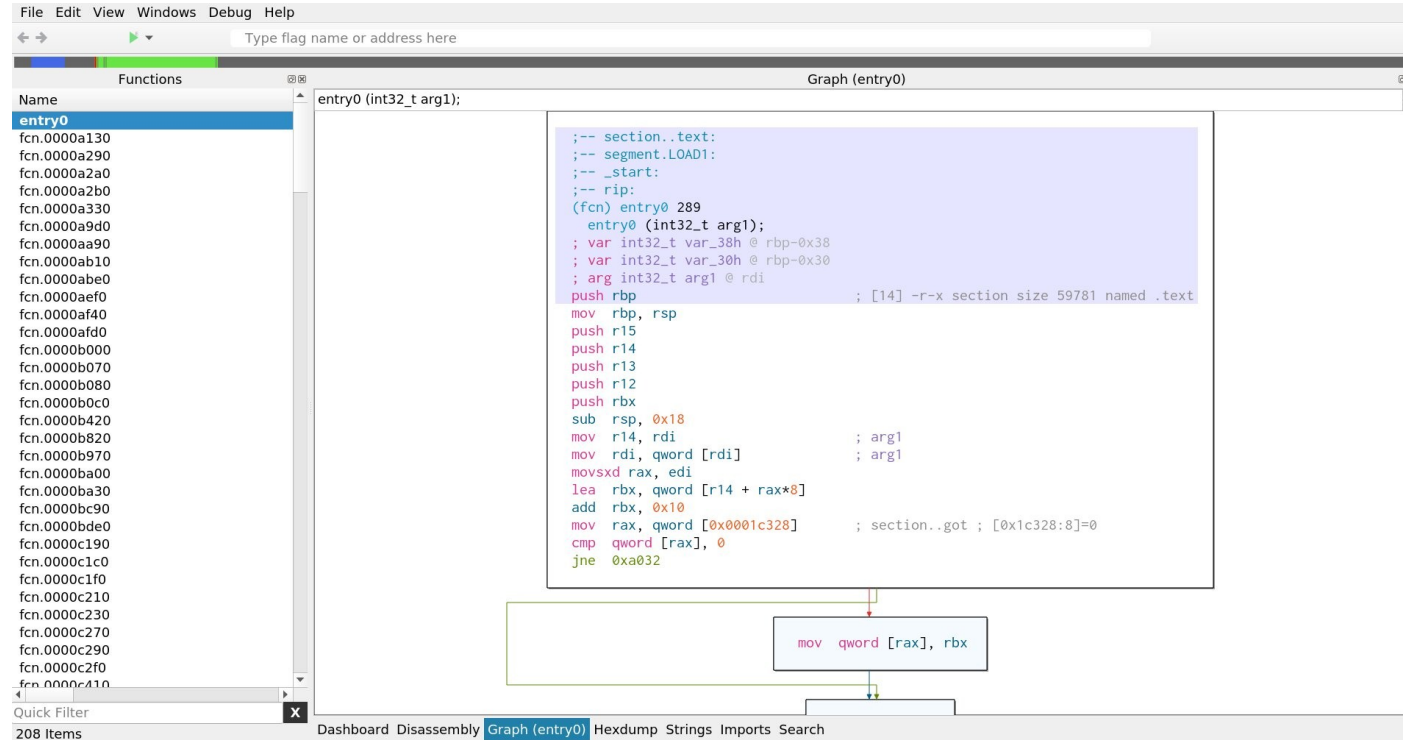 File Edit View Windows Debug Help
Type flag name or address here
Functions
Graph (entry0)
Name
entry0 (int32_t arg1);
entry0
fcn.0000a130
fcn.0000a290
fcn.0000a2a0
fcn.0000a2b0
fcn.0000a330
fcn.0000a9d0
fcn.0000aa90
fcn.0000ab10
fcn.0000abe0
fcn.0000aef0
fcn.0000af40
fcn.0000afd0
fcn.0000b000
fcn.0000b070
fcn.0000b080
fcn.0000b0c0
fcn.0000b420
fcn.0000b820
fcn.0000b970
fcn.0000ba00
fcn.0000ba30
fcn.0000bc90
fcn.0000bde0
fcn.0000c190
fcn.0000c1c0
fcn.0000c1f0
fcn.0000c210
fcn.0000c230
fcn.0000c270
fcn.0000c290
fcn.0000c2f0
fcn.0000c410
Quick Filter X
208 Items
;-- section..text:
;-- segment.LOAD1:
;-- _start:
;-- rip:
(fcn) entry0 289
entry0 (int32_t arg1);
; var int32_t var_38h @ rbp-0x38
; var int32_t var_30h @ rbp-0x30
; arg int32_t arg1 @ rdi
push rbp ; [14] -r-x section size 59781 named .text
mov rbp, rsp
push r15
push r14
push r13
push r12
push rbx
sub rsp, 0x18
mov r14, rdi ; arg1
mov rdi, qword [rdi] ; arg1
movsxd rax, edi
lea rbx, qword [r14 + rax*8]
add rbx, 0x10
mov rax, qword [0x0001c328] ; section..got ; [0x1c328:8]=0
cmp qword [rax], 0
jne 0xa032
mov qword [rax], rbx
Dashboard Disassembly Graph (entry0) Hexdump Strings Imports Search